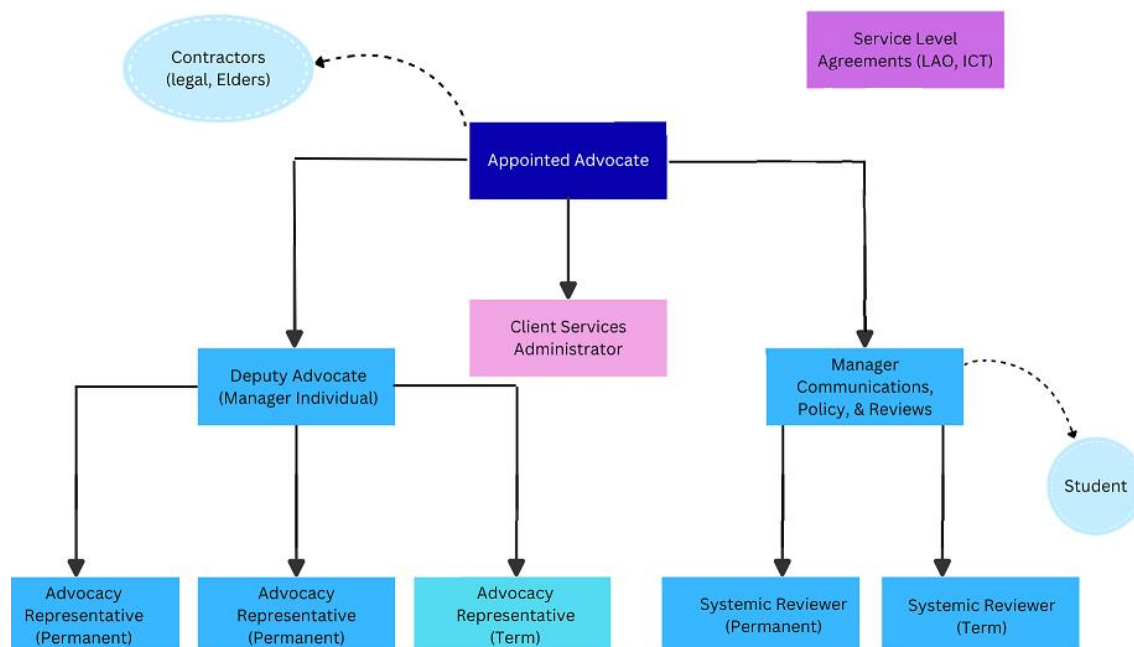 Contractors
(legal, Elders)
Service Level
Agreements (LAO, ICT)
Appointed Advocate
Client Services
Administrator
Deputy Advocate
(Manager Individual)
Manager
Communications,
Policy, & Reviews
Student
Advocacy
Representative
(Permanent)
Advocacy
Representative
(Permanent)
Advocacy
Representative
(Term)
Systemic Reviewer
(Permanent)
Systemic Reviewer
(Term)